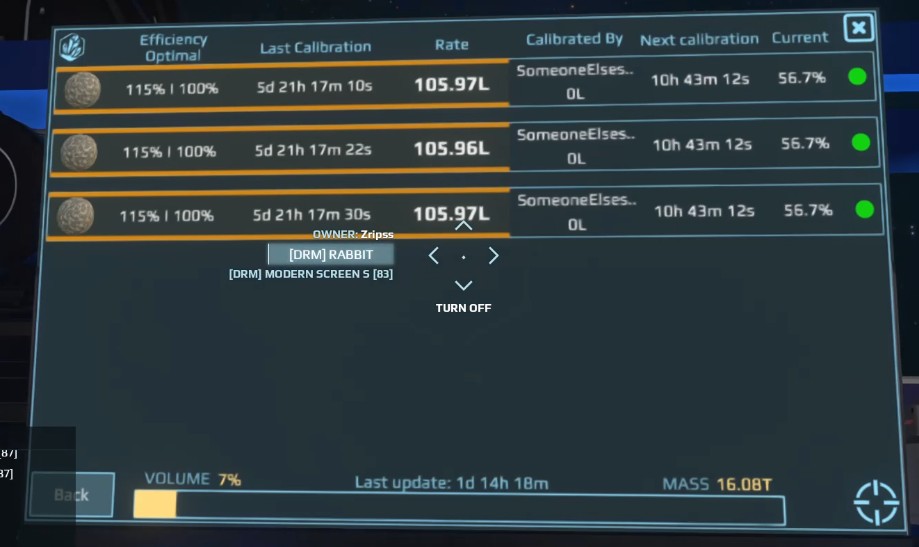 Efficiency Optimal Last Calibration Rate Calibrated By Next calibration Current
115% | 100% 5d 21h 17m 10s 105.97L SomeoneElses.. 0L 10h 43m 12s 56.7%
115% | 100% 5d 21h 17m 22s 105.96L SomeoneElses.. 0L 10h 43m 12s 56.7%
115% | 100% 5d 21h 17m 30s 105.97L SomeoneElses.. 0L 10h 43m 12s 56.7%
OWNER: Zripss
[DRM] RABBIT
[DRM] MODERN SCREEN S [83]
TURN OFF
87]
37]
Back
VOLUME 7% Last update: 1d 14h 18m MASS 16.08T